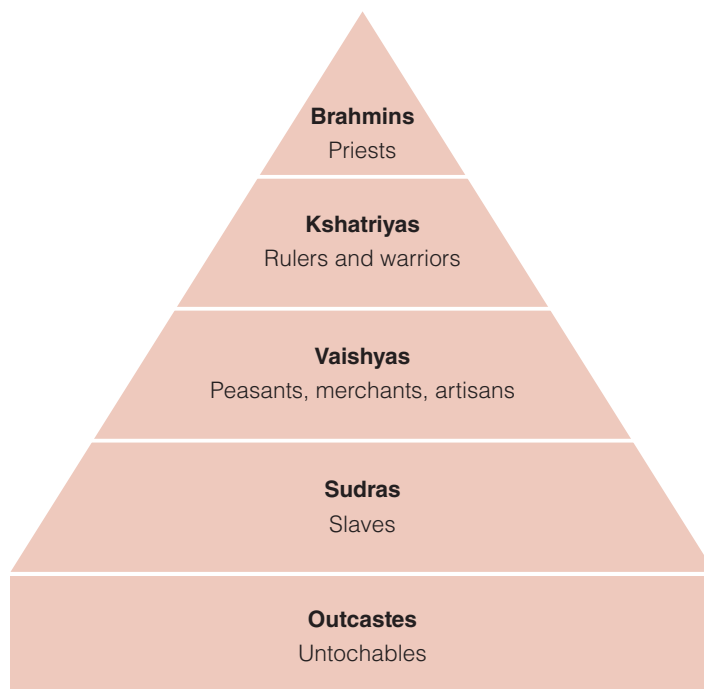 Brahmins
Priests
Kshatriyas
Rulers and warriors
Vaishyas
Peasants, merchants, artisans
Sudras
Slaves
Outcastes
Untochables